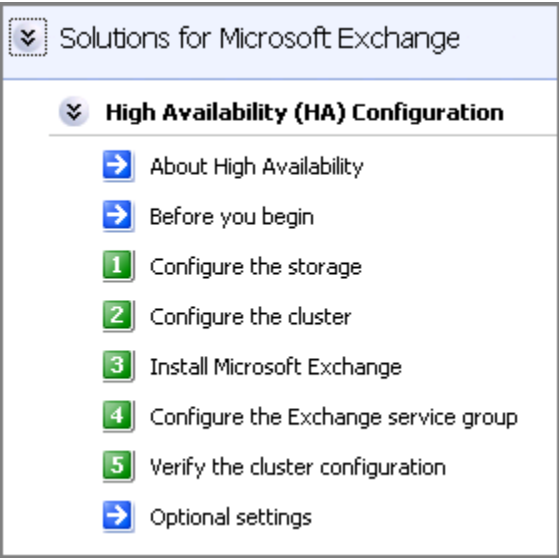 Solutions for Microsoft Exchange
High Availability (HA) Configuration
About High Availability
Before you begin
1 Configure the storage
2 Configure the cluster
3 Install Microsoft Exchange
4 Configure the Exchange service group
5 Verify the cluster configuration
Optional settings